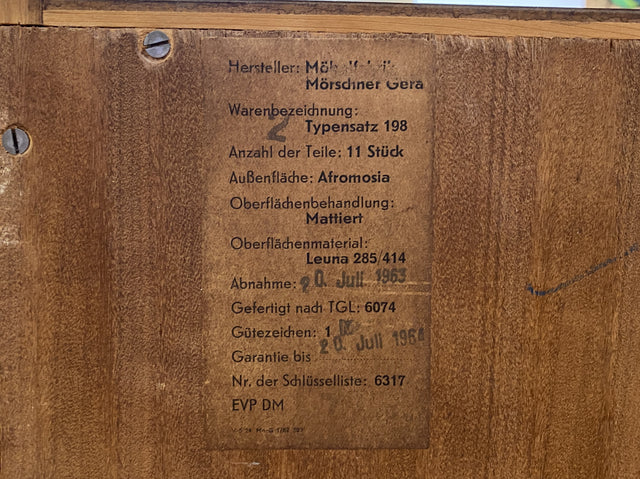 Hersteller: Möbelfabrik
Mörschner Gera
Warenbezeichnung:
2 Typensatz 198
Anzahl der Teile: 11 Stück
Außenfläche: Afromosia
Oberflächenbehandlung:
Mattiert
Oberflächenmaterial:
Leuna 285/414
Abnahme: 20. Juli 1963
Gefertigt nach TGL: 6074
Gütezeichen: 1
Garantie bis 20. Juli 1964
Nr. der Schlüsselliste: 6317
EVP DM